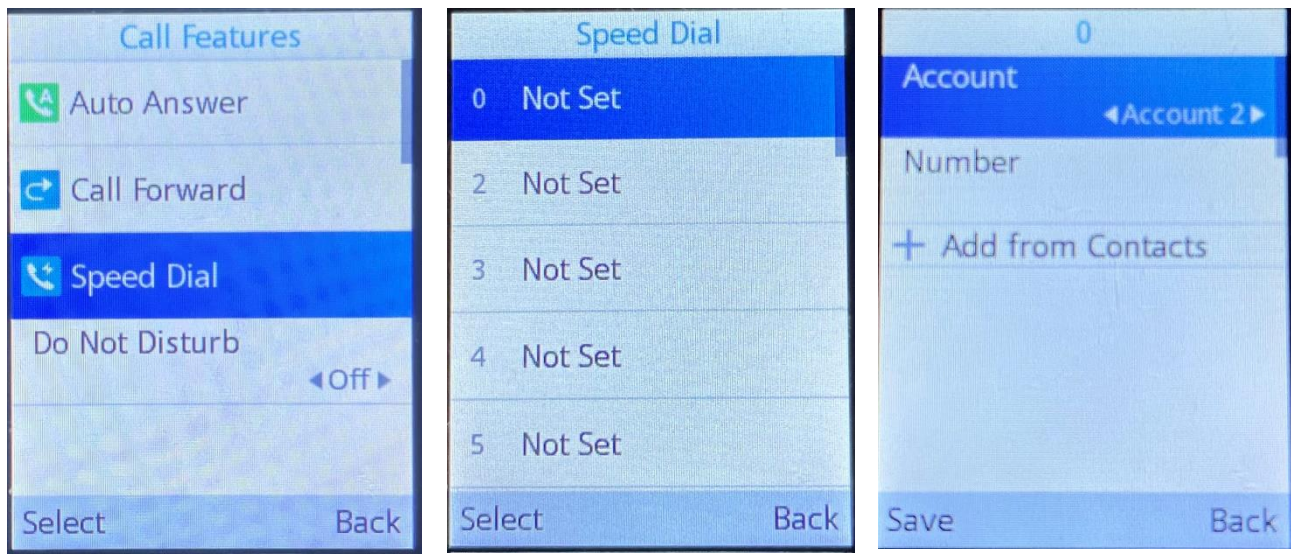 Call Features
Auto Answer
Call Forward
Speed Dial
Do Not Disturb
Off
Select Back
Speed Dial
0 Not Set
2 Not Set
3 Not Set
4 Not Set
5 Not Set
Select Back
0
Account
Account 2
Number
Add from Contacts
Save Back